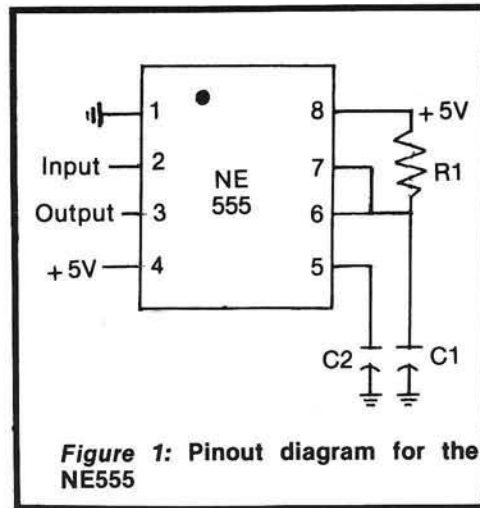 1
8
+5V
Input
2
7
R1
NE
555
Output
3
6
+5V
4
5
C2
C1
Figure 1: Pinout diagram for the
NE555